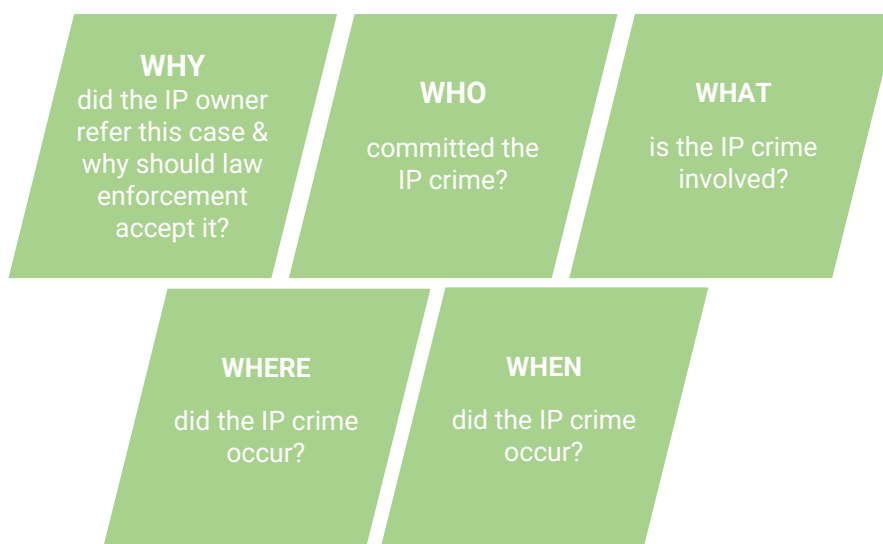 WHY
did the IP owner
refer this case &
why should law
enforcement
accept it?
WHO
committed the
IP crime?
WHAT
is the IP crime
involved?
WHERE
did the IP crime
occur?
WHEN
did the IP crime
occur?